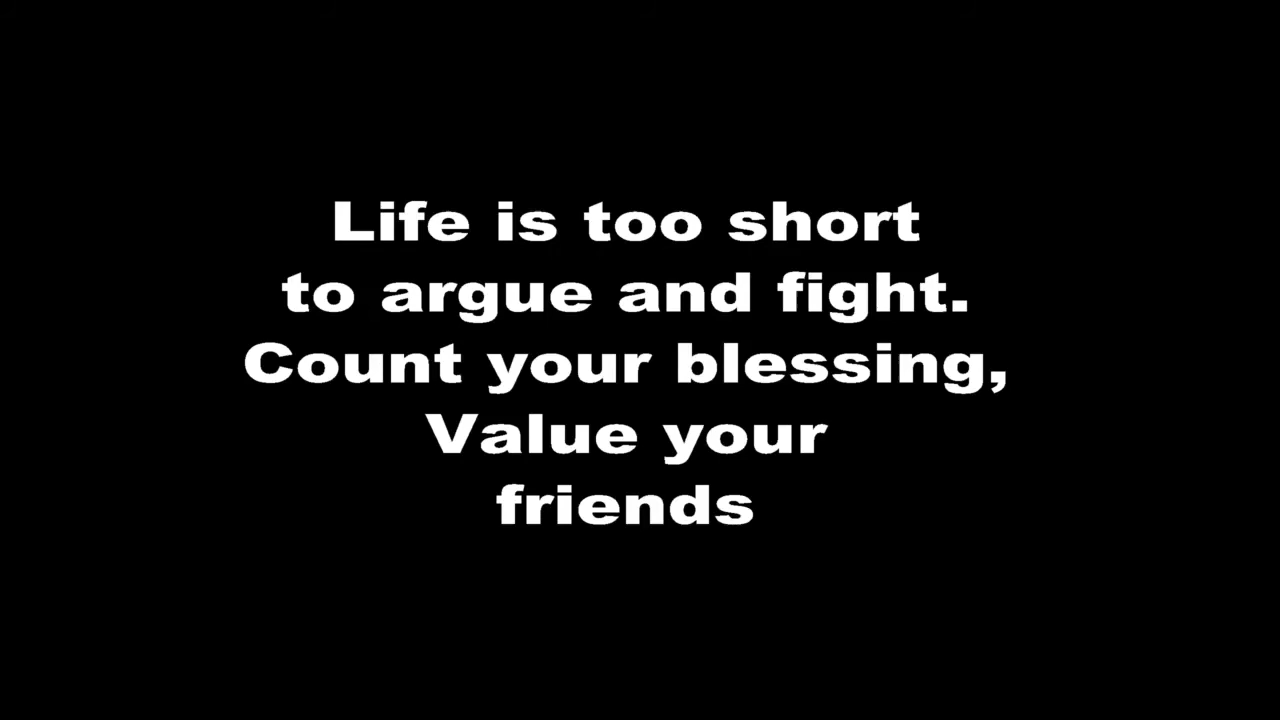 Life is too short
to argue and fight.
Count your blessing,
Value your
friends